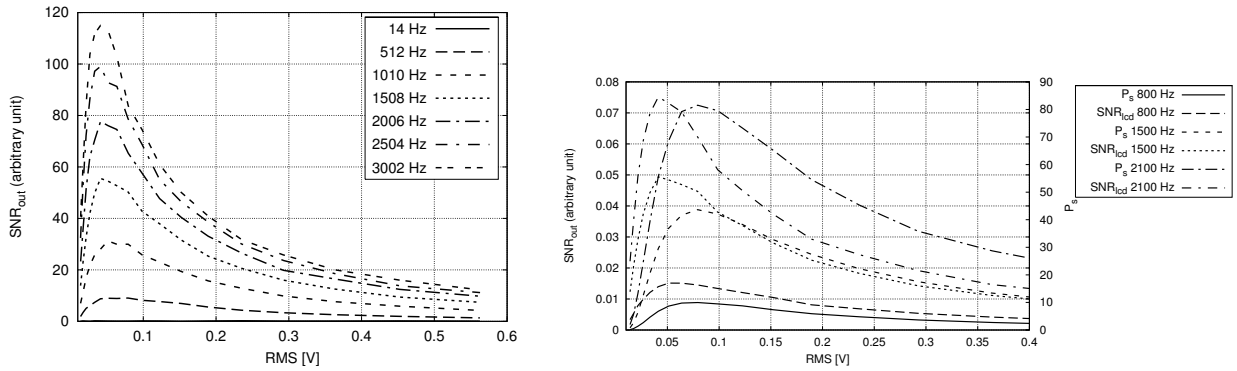 120
100
80
60
40
20
0
SNRout (arbitrary unit)
0.1
0.2
0.3
0.4
0.5
0.6
RMS [V]
14 Hz
512 Hz
1010 Hz
1508 Hz
2006 Hz
2504 Hz
3002 Hz
0.08
0.07
0.06
0.05
0.04
0.03
0.02
0.01
0
SNRout (arbitrary unit)
0.05
0.1
0.15
0.2
0.25
0.3
0.35
0.4
RMS [V]
90
80
70
60
50
40
30
20
10
0
Ps
Ps 800 Hz
SNRlcd 800 Hz
Ps 1500 Hz
SNRlcd 1500 Hz
Ps 2100 Hz
SNRlcd 2100 Hz